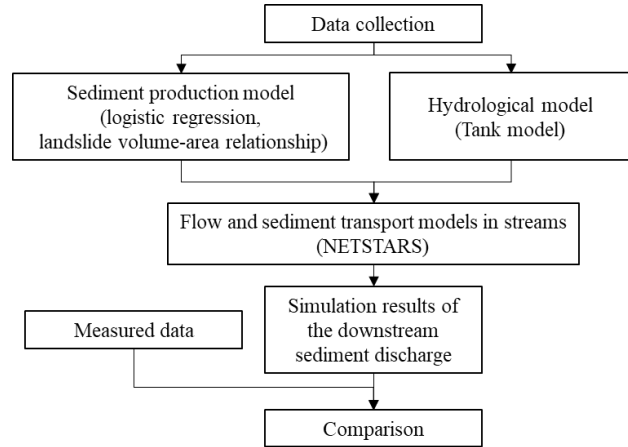 Data collection
Sediment production model
(logistic regression,
landslide volume-area relationship)
Hydrological model
(Tank model)
Flow and sediment transport models in streams
(NETSTARS)
Simulation results of
the downstream
sediment discharge
Measured data
Comparison